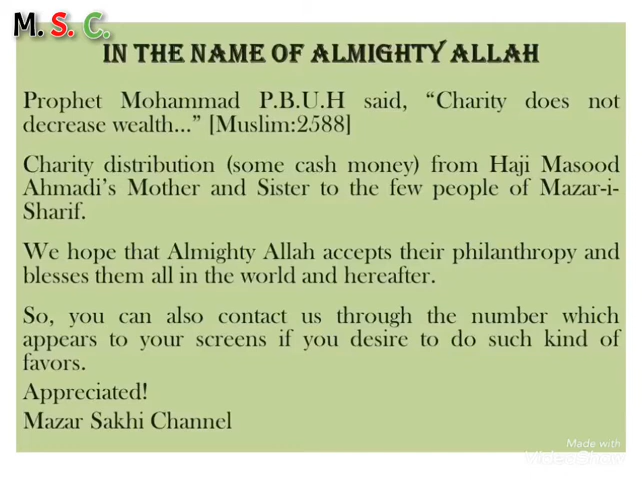 M. S. C.
IN THE NAME OF ALMIGHTY ALLAH
Prophet Mohammad P.B.U.H said, “Charity does not
decrease wealth...” [Muslim:2588]
Charity distribution (some cash money) from Haji Masood
Ahmadi’s Mother and Sister to the few people of Mazar-i-
Sharif.
We hope that Almighty Allah accepts their philanthropy and
blesses them all in the world and hereafter.
So, you can also contact us through the number which
appears to your screens if you desire to do such kind of
favors.
Appreciated!
Mazar Sakhi Channel
Made with
VideoShow